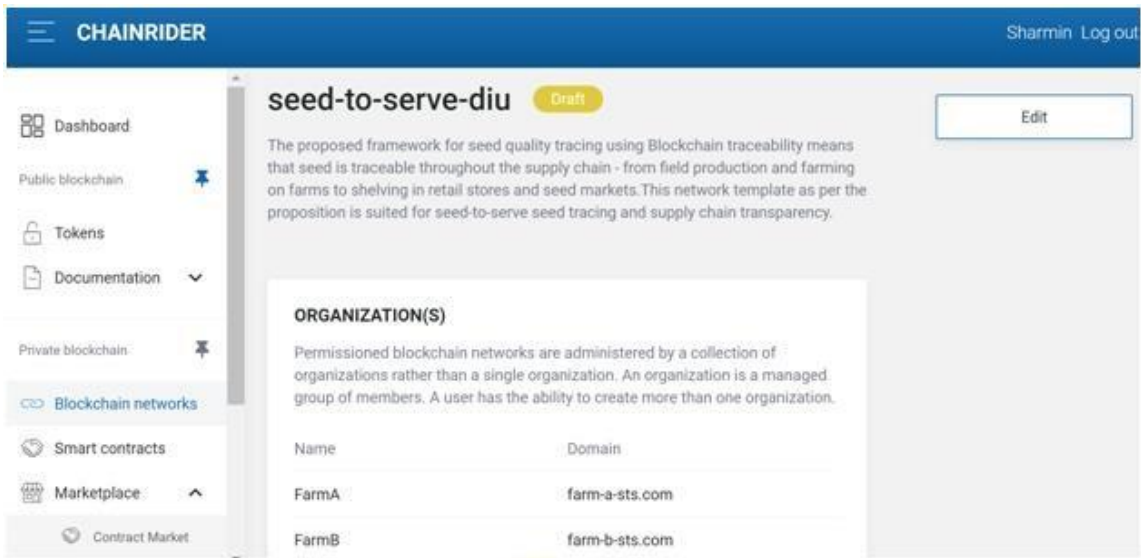 CHAINRIDER
Sharmin Log out
Dashboard
Public blockchain
Tokens
Documentation
Private blockchain
Blockchain networks
Smart contracts
Marketplace
Contract Market
seed-to-serve-diu Draft
The proposed framework for seed quality tracing using Blockchain traceability means
that seed is traceable throughout the supply chain - from field production and farming
on farms to shelving in retail stores and seed markets.This network template as per the
proposition is suited for seed-to-serve seed tracing and supply chain transparency.
Edit
ORGANIZATION(S)
Permissioned blockchain networks are administered by a collection of
organizations rather than a single organization. An organization is a managed
group of members. A user has the ability to create more than one organization.
Name Domain
FarmA farm-a-sts.com
FarmB farm-b-sts.com